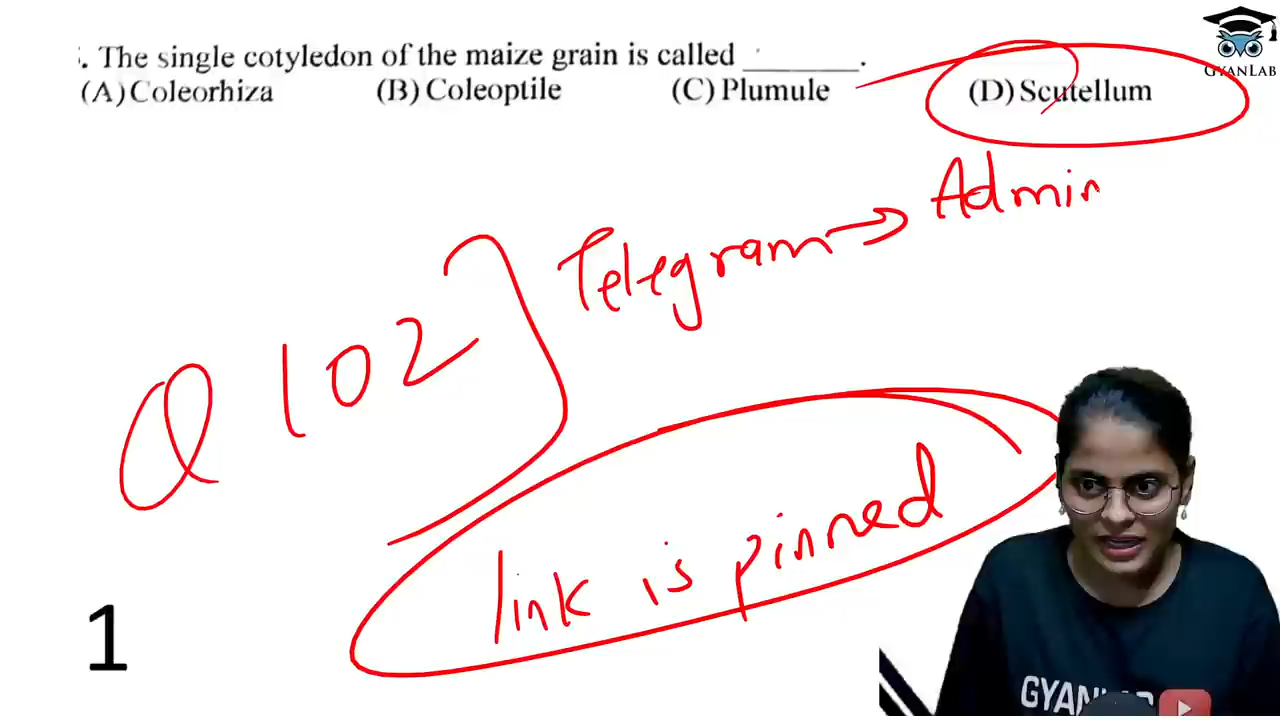 . The single cotyledon of the maize grain is called ________.
(A) Coleorhiza (B) Coleoptile (C) Plumule (D) Scutellum
GYANLAB
Telegram → Admin
Q 102
link is pinned
1
GYANLAB